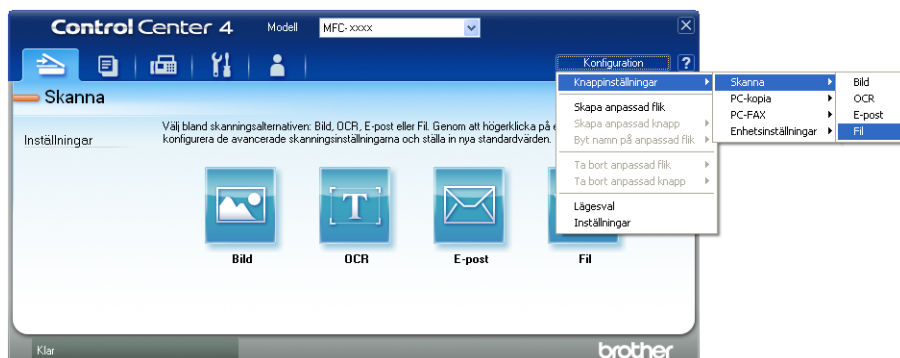 Control Center 4 Modell MFC-xxxx
Konfiguration ?
Skanna
Inställningar
Välj bland skanningsalternativen: Bild, OCR, E-post eller Fil. Genom att högerklicka på
konfigurera de avancerade skanningsinställningarna och ställa in nya standardvärden.
Bild OCR E-post Fil
Knappinställningar
Skapa anpassad flik
Skapa anpassad knapp
Byt namn på anpassad flik
Ta bort anpassad flik
Ta bort anpassad knapp
Lägesval
Inställningar
Skanna
PC-kopia
PC-FAX
Enhetsinställningar
Bild
OCR
E-post
Fil
Klar
brother